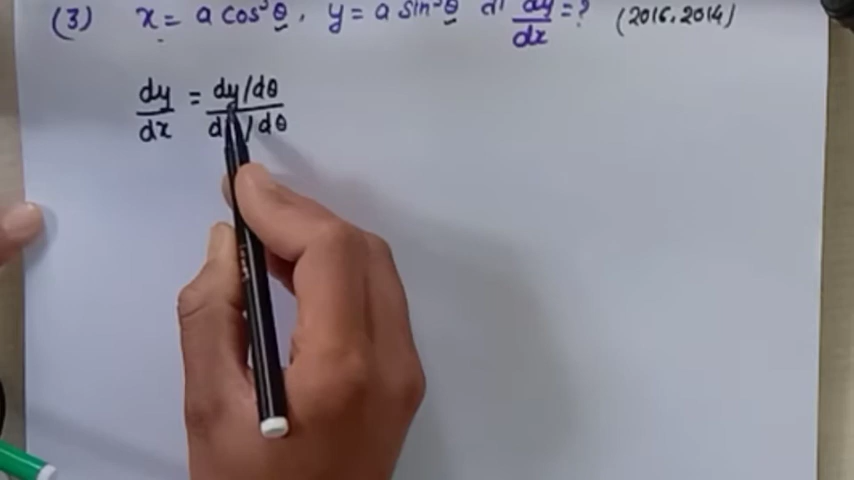 (3) x = a cos³θ, y = a sin³θ dy/dx = ? (2016, 2014)
dy/dx = dy/dθ / dx/dθ